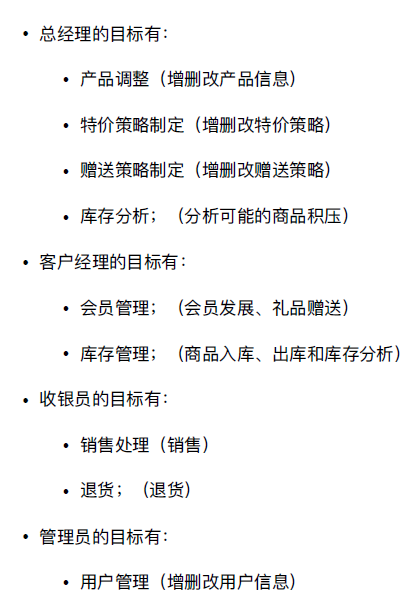 • 总经理的目标有：
• 产品调整（增删改产品信息）
• 特价策略制定（增删改特价策略）
• 赠送策略制定（增删改赠送策略）
• 库存分析；（分析可能的商品积压）
• 客户经理的目标有：
• 会员管理；（会员发展、礼品赠送）
• 库存管理；（商品入库、出库和库存分析）
• 收银员的目标有：
• 销售处理（销售）
• 退货；（退货）
• 管理员的目标有：
• 用户管理（增删改用户信息）